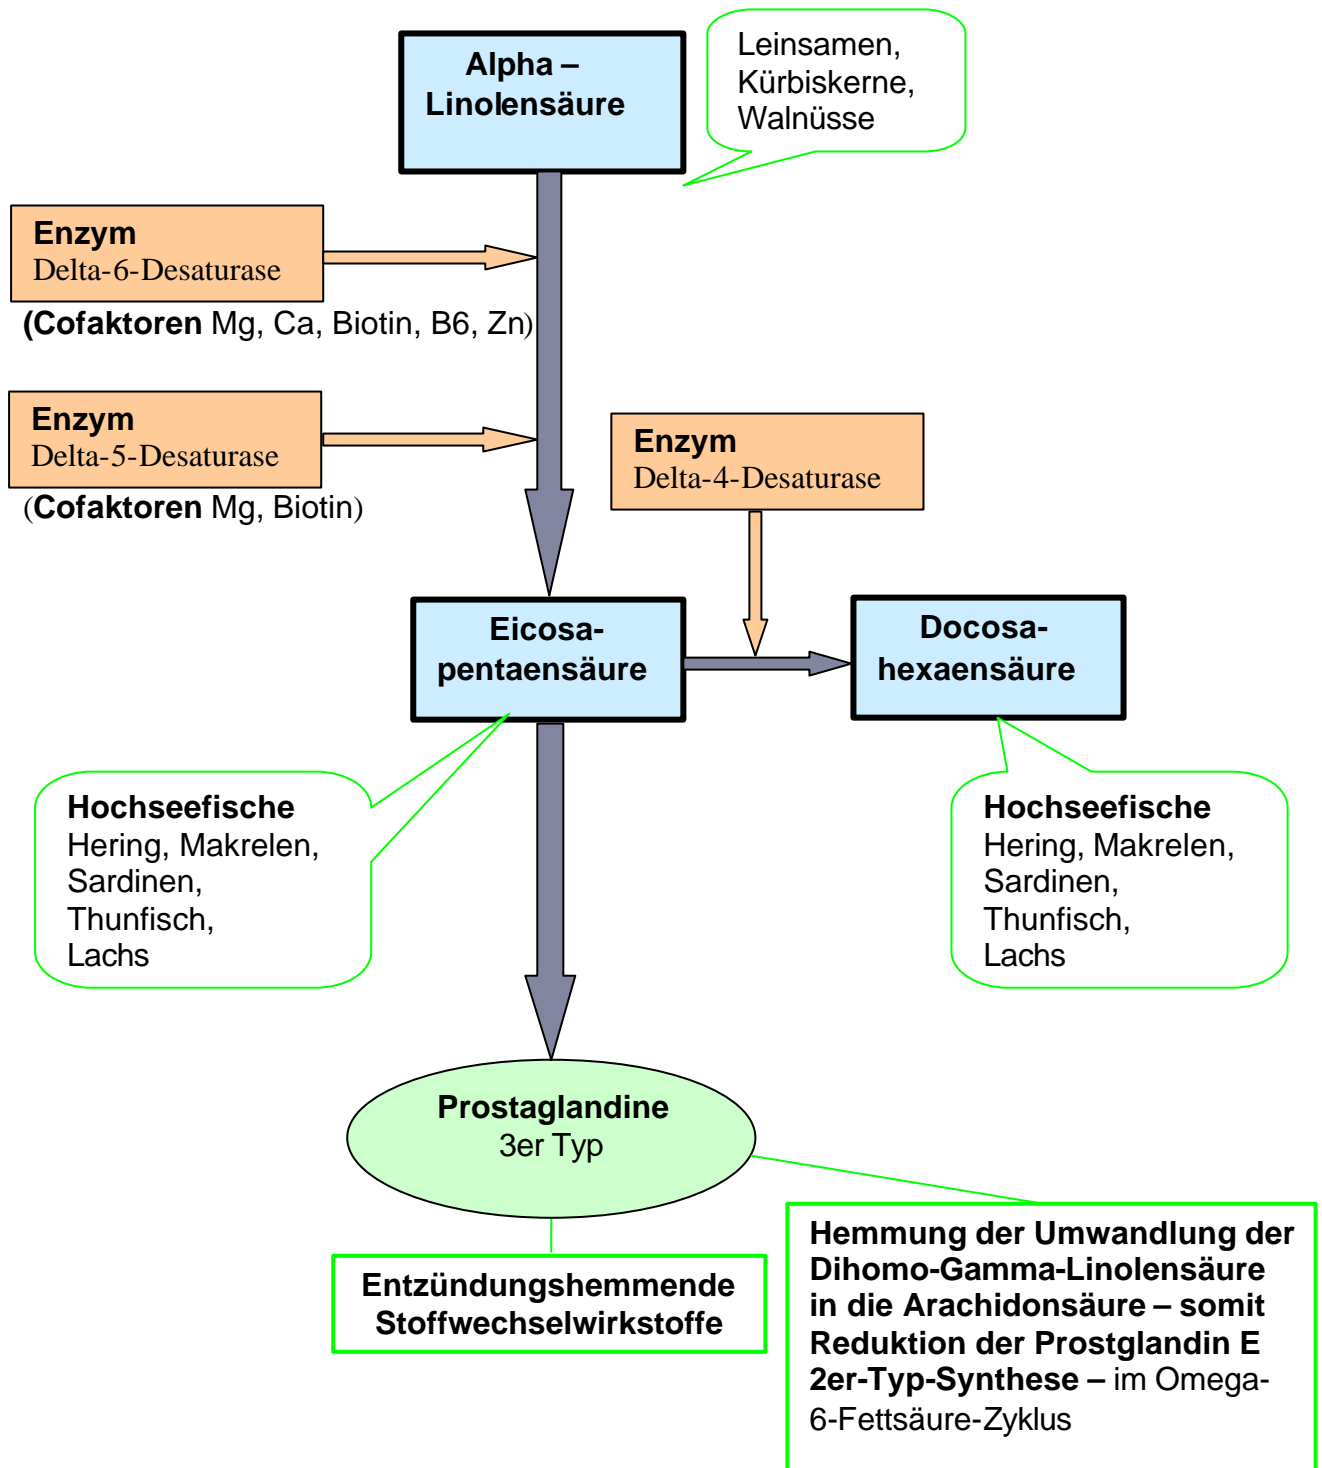 Alpha –
Linolensäure
Leinsamen,
Kürbiskerne,
Walnüsse
Enzym
Delta-6-Desaturase
(Cofaktoren Mg, Ca, Biotin, B6, Zn)
Enzym
Delta-5-Desaturase
(Cofaktoren Mg, Biotin)
Enzym
Delta-4-Desaturase
Eicosa-
pentaensäure
Docosa-
hexaensäure
Hochseefische
Hering, Makrelen,
Sardinen,
Thunfisch,
Lachs
Hochseefische
Hering, Makrelen,
Sardinen,
Thunfisch,
Lachs
Prostaglandine
3er Typ
Entzündungshemmende
Stoffwechselwirkstoffe
Hemmung der Umwandlung der
Dihomo-Gamma-Linolensäure
in die Arachidonsäure – somit
Reduktion der Prostglandin E
2er-Typ-Synthese – im Omega-
6-Fettsäure-Zyklus